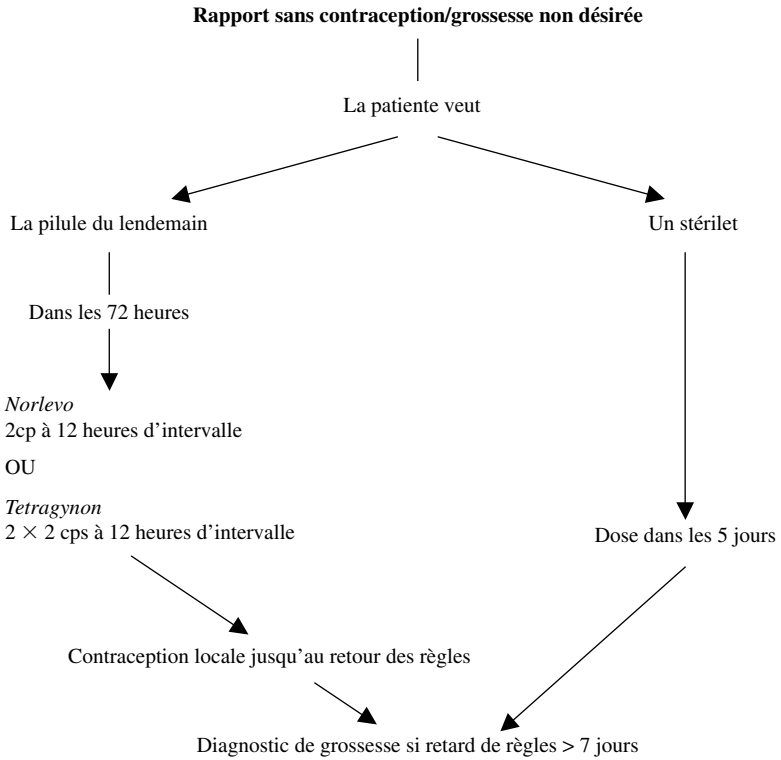 Rapport sans contraception/grossesse non désirée
La patiente veut
La pilule du lendemain
Un stérilet
Dans les 72 heures
Norlevo
2cp à 12 heures d'intervalle
OU
Tetragynon
2 × 2 cps à 12 heures d'intervalle
Dose dans les 5 jours
Contraception locale jusqu'au retour des règles
Diagnostic de grossesse si retard de règles > 7 jours